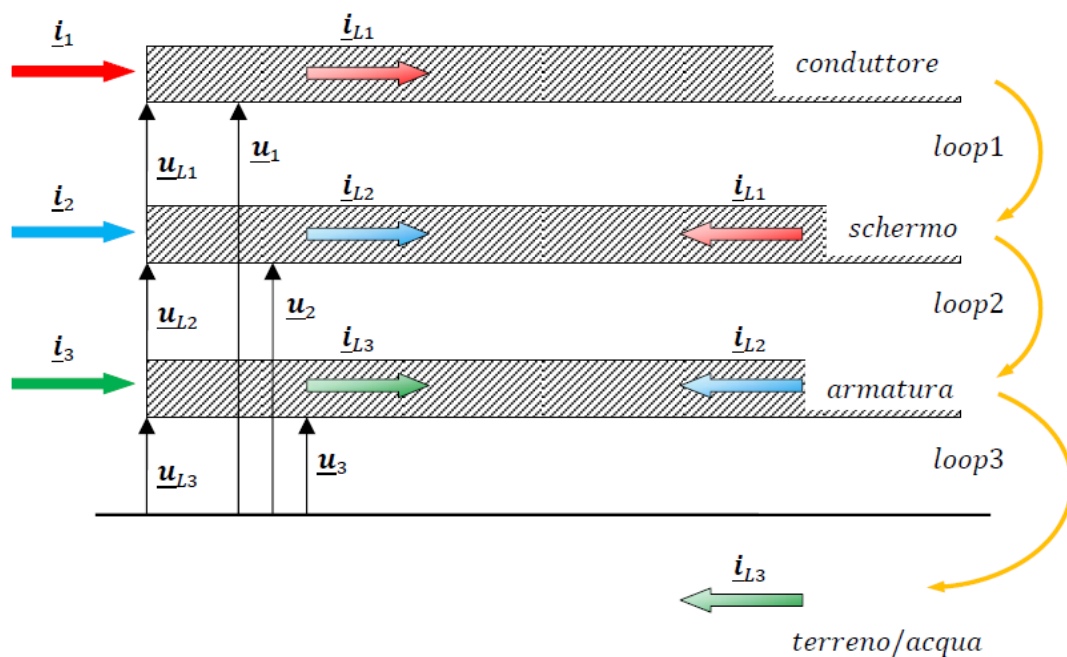 i1
iL1
conduttore
uL1
u1
loop1
i2
iL2
iL1
schermo
uL2
u2
loop2
i3
iL3
iL2
armatura
uL3
u3
loop3
iL3
terreno/acqua